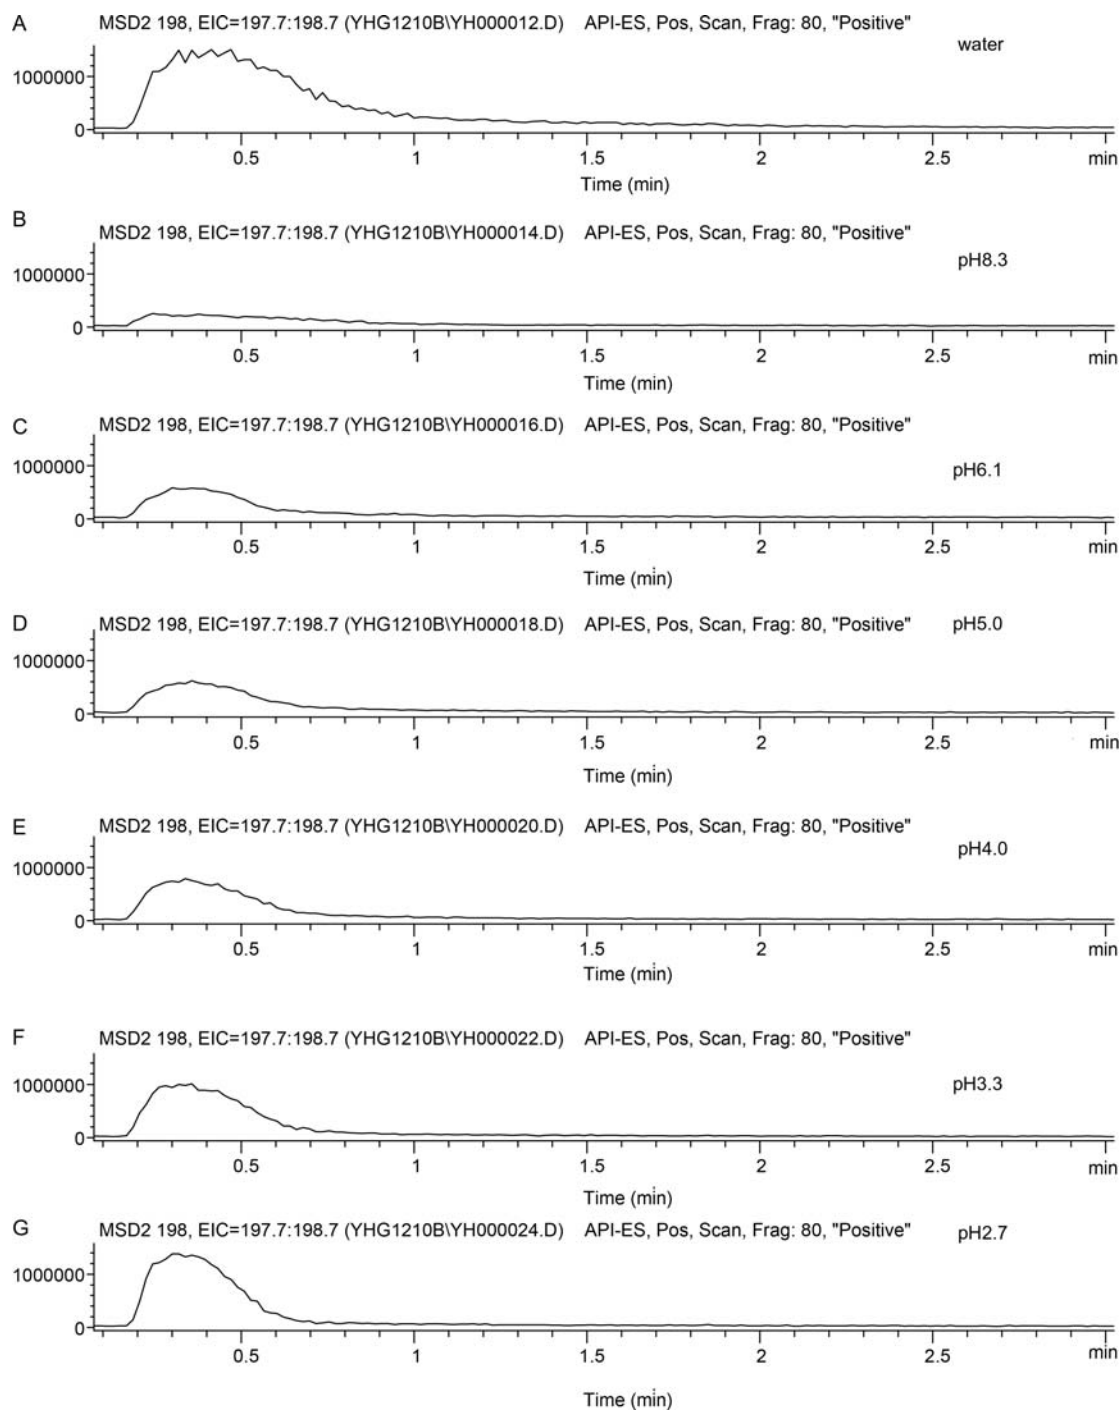 A
MSD2 198, EIC=197.7:198.7 (YHG1210B\YH000012.D) API-ES, Pos, Scan, Frag: 80, "Positive"
water
1000000
0
0.5 1 1.5 2 2.5 min
Time (min)
B
MSD2 198, EIC=197.7:198.7 (YHG1210B\YH000014.D) API-ES, Pos, Scan, Frag: 80, "Positive"
pH8.3
1000000
0
0.5 1 1.5 2 2.5 min
Time (min)
C
MSD2 198, EIC=197.7:198.7 (YHG1210B\YH000016.D) API-ES, Pos, Scan, Frag: 80, "Positive"
pH6.1
1000000
0
0.5 1 1.5 2 2.5 min
Time (min)
D
MSD2 198, EIC=197.7:198.7 (YHG1210B\YH000018.D) API-ES, Pos, Scan, Frag: 80, "Positive" pH5.0
1000000
0
0.5 1 1.5 2 2.5 min
Time (min)
E
MSD2 198, EIC=197.7:198.7 (YHG1210B\YH000020.D) API-ES, Pos, Scan, Frag: 80, "Positive"
pH4.0
1000000
0
0.5 1 1.5 2 2.5 min
Time (min)
F
MSD2 198, EIC=197.7:198.7 (YHG1210B\YH000022.D) API-ES, Pos, Scan, Frag: 80, "Positive"
pH3.3
1000000
0
0.5 1 1.5 2 2.5 min
Time (min)
G
MSD2 198, EIC=197.7:198.7 (YHG1210B\YH000024.D) API-ES, Pos, Scan, Frag: 80, "Positive" pH2.7
1000000
0
0.5 1 1.5 2 2.5 min
Time (min)